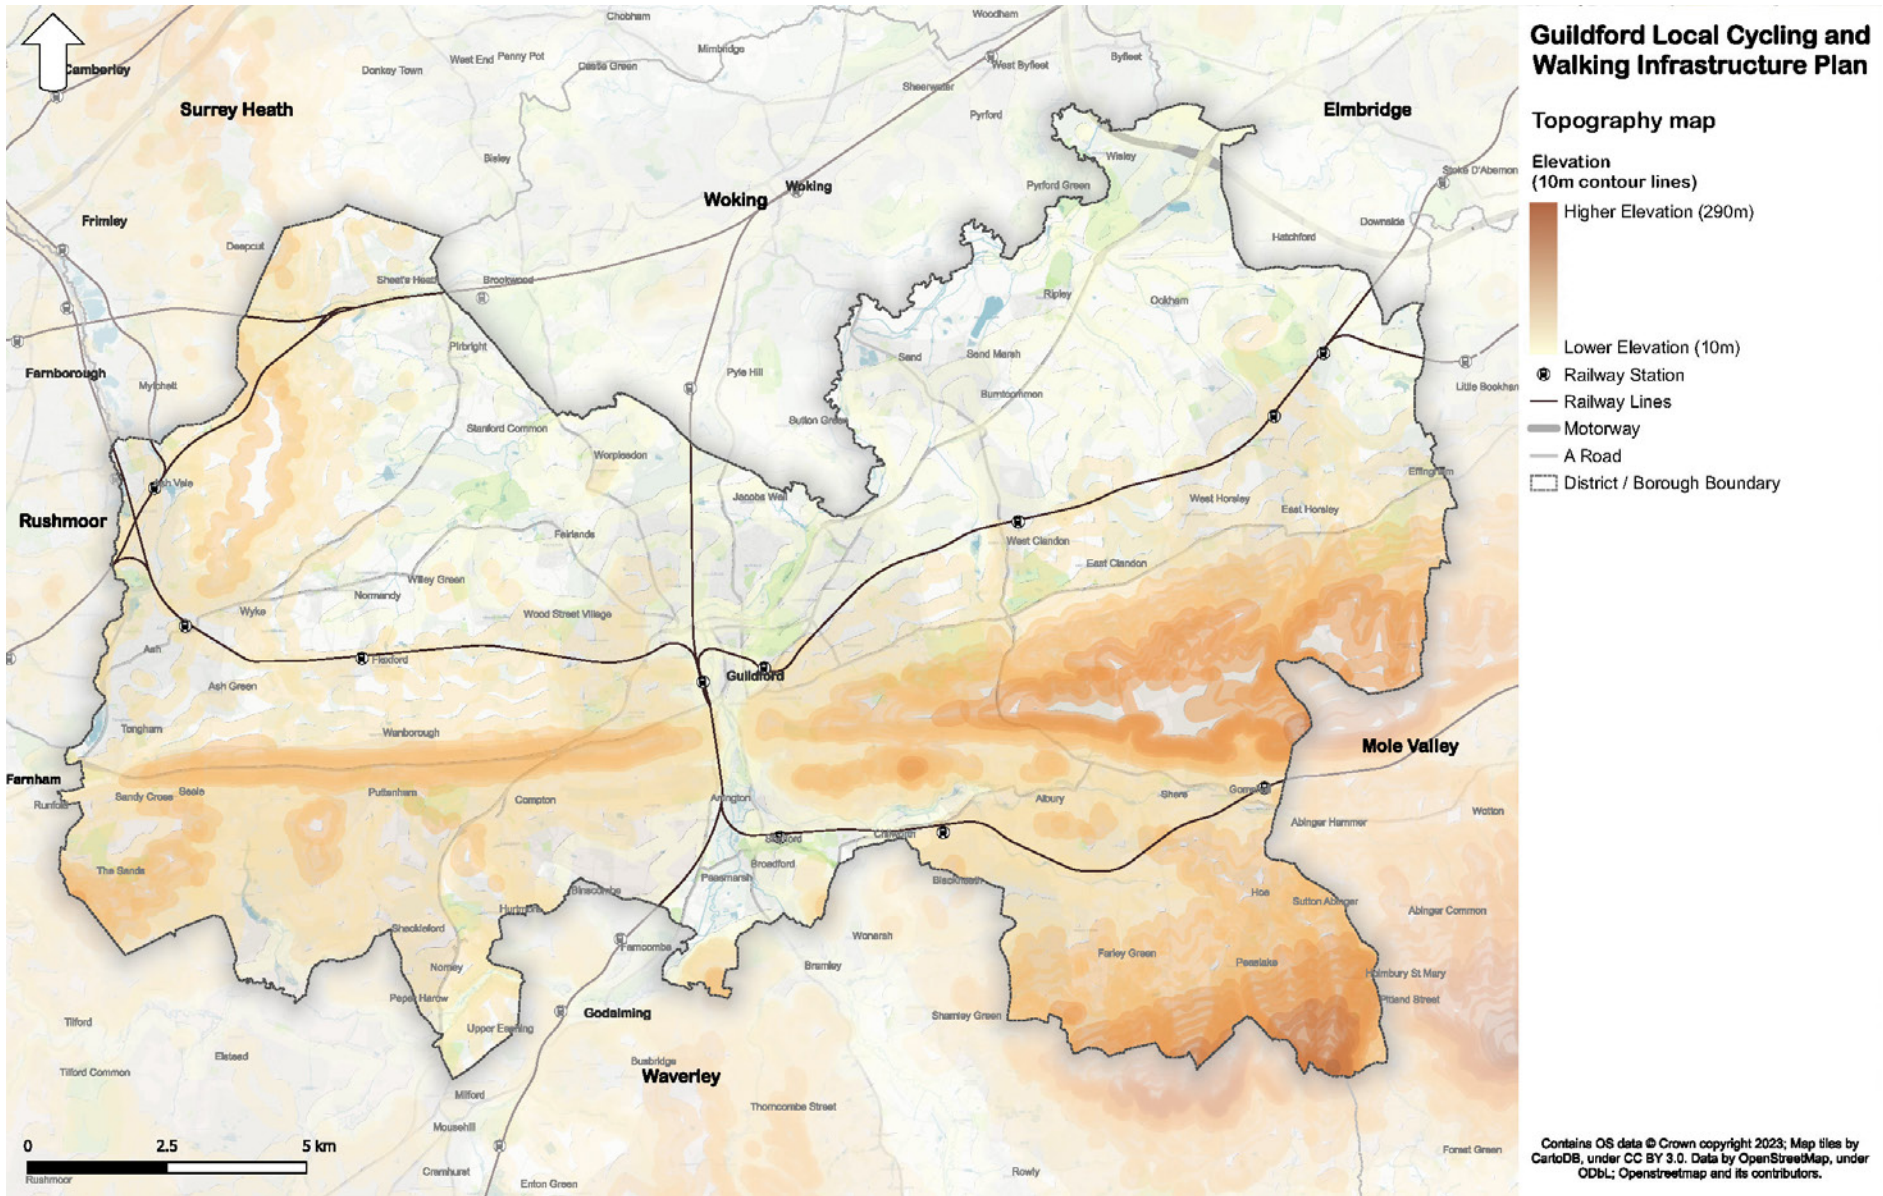 Guildford Local Cycling and
Walking Infrastructure Plan
Topography map
Elevation
(10m contour lines)
Higher Elevation (290m)
Lower Elevation (10m)
Railway Station
Railway Lines
Motorway
A Road
District / Borough Boundary
Contains OS data © Crown copyright 2023; Map tiles by
CartoDB, under CC BY 3.0. Data by OpenStreetMap, under
ODbL; Openstreetmap and its contributors.
Chobham
Woodham
Camberley
Donkey Town
West End
Penny Pot
Castle Green
Mimbridge
West Byfleet
Byfleet
Sheerwater
Surrey Heath
Pyrford
Elmbridge
Bisley
Wisley
Stoke D'Abernon
Woking
Woking
Pyrford Green
Frimley
Deepcut
Downside
Hatchford
Brookwood
Ripley
Ockham
Pirbright
Send
Send Marsh
Farnborough
Mytchett
Pyle Hill
Little Bookham
Burntcommon
Stanford Common
Sutton Green
Worplesdon
Effingham
Ash Vale
Jacobs Well
West Horsley
East Horsley
Rushmoor
Fairlands
West Clandon
East Clandon
Willey Green
Normandy
Wyke
Wood Street Village
Ash
Flexford
Guildford
Ash Green
Tongham
Wanborough
Mole Valley
Farnham
Runfold
Sandy Cross
Seale
Puttenham
Compton
Artington
Albury
Shere
Gomshall
Wotton
Abinger Hammer
Shalford
Chilworth
Broadford
The Sands
Peasmarsh
Blackheath
Binscombe
Hoe
Sutton Abinger
Abinger Common
Hurtmore
Shackleford
Farncombe
Wonersh
Farley Green
Peaslake
Norney
Bramley
Holmbury St Mary
Peper Harow
Pitland Street
Godalming
Shamley Green
Tilford
Upper Eashing
Elstead
Busbridge
Tilford Common
Waverley
Milford
Thorncombe Street
Mousehill
Forest Green
0 2.5 5 km
Rushmoor
Enton Green
Rowly